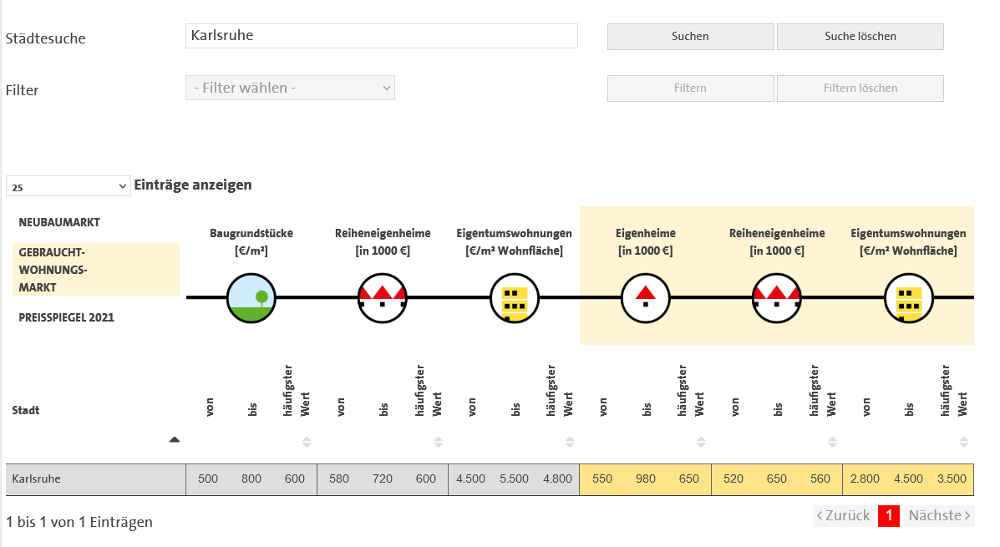 Städtesuche
Karlsruhe
Suchen
Suche löschen
Filter
- Filter wählen -
Filtern
Filtern löschen
25
Einträge anzeigen
NEUBAUMARKT
GEBRAUCHT-
WOHNUNGS-
MARKT
PREISSPIEGEL 2021
Baugrundstücke
[€/m²]
Reiheneigenheime
[in 1000 €]
Eigentumswohnungen
[€/m² Wohnfläche]
Eigenheime
[in 1000 €]
Reiheneigenheime
[in 1000 €]
Eigentumswohnungen
[€/m² Wohnfläche]
Stadt
von
bis
häufigster
Wert
von
bis
häufigster
Wert
von
bis
häufigster
Wert
von
bis
häufigster
Wert
von
bis
häufigster
Wert
von
bis
häufigster
Wert
Karlsruhe 500 800 600 580 720 600 4.500 5.500 4.800 550 980 650 520 650 560 2.800 4.500 3.500
1 bis 1 von 1 Einträgen
Zurück 1 Nächste